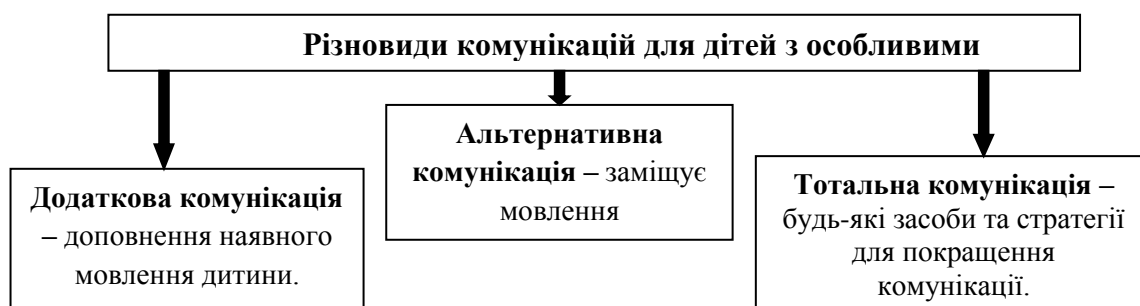 Різновиди комунікацій для дітей з особливими
Додаткова комунікація
– доповнення наявного
мовлення дитини.
Альтернативна
комунікація – заміщує
мовлення
Тотальна комунікація –
будь-які засоби та стратегії
для покращення
комунікації.